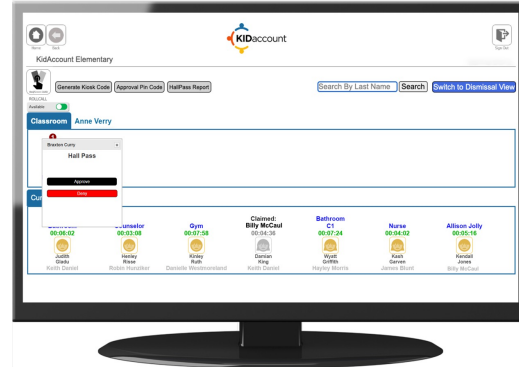 KIDaccount
Home
Back
Sign Out
KidAccount Elementary
Generate Kiosk Code
Approval Pin Code
HallPass Report
Search By Last Name
Search
Switch to Dismissal View
ROLLCALL
Available
Classroom
Anne Verry
Braxton Curry
Hall Pass
Approve
Deny
Cur
Counselor
Gym
Claimed:
Billy McCaul
Bathroom
C1
Nurse
Allison Jolly
00:06:02
00:03:08
00:07:58
00:04:36
00:07:24
00:04:02
00:05:16
Judith
Gladu
Henley
Risse
Kinley
Ruth
Damian
King
Wyatt
Griffith
Kash
Garven
Kendall
Jones
Keith Daniel
Robin Hunolker
Danielle Westmoreland
Keith Daniel
Hayley Morris
James Blunt
Billy McCaul